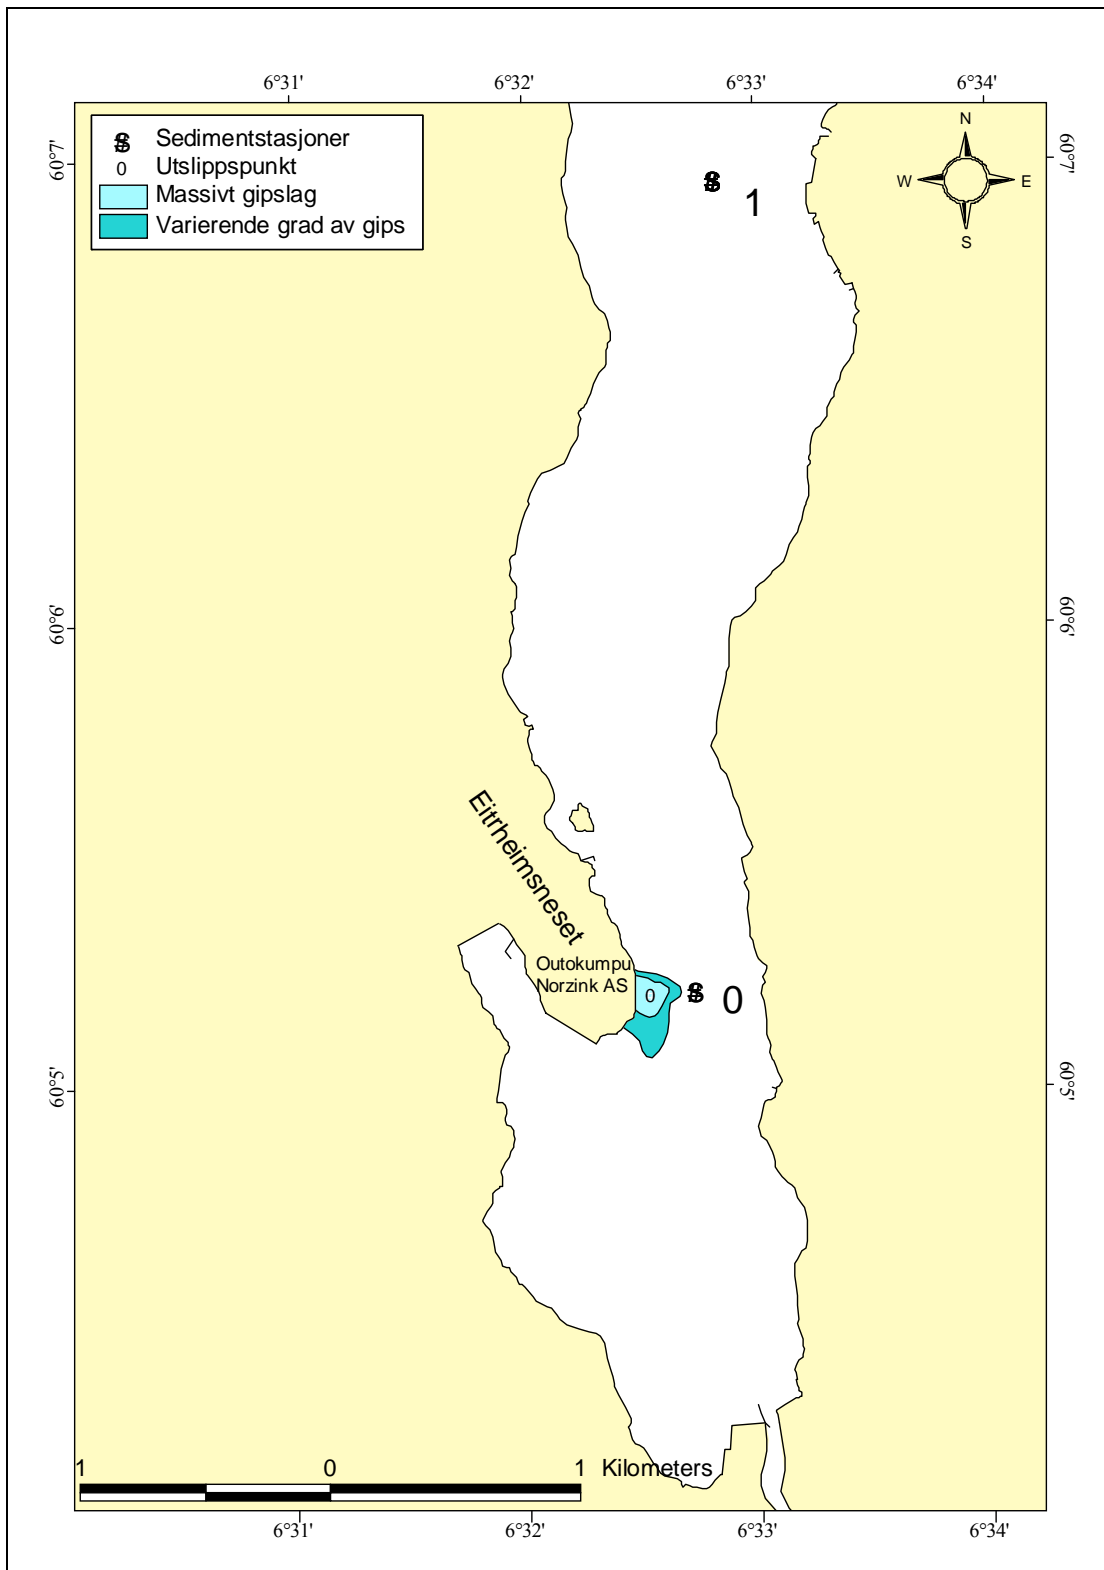 6°31' 6°32' 6°33' 6°34'
60°7' 60°7'
Sedimentstasjoner
0 Utslippspunkt
Massivt gipslag
Varierende grad av gips
N
W E
S
1
60°6' 60°6'
Eitrheimsneset
Outokumpu
Norzink AS
0
0
60°5' 60°5'
1 0 1 Kilometers
6°31' 6°32' 6°33' 6°34'